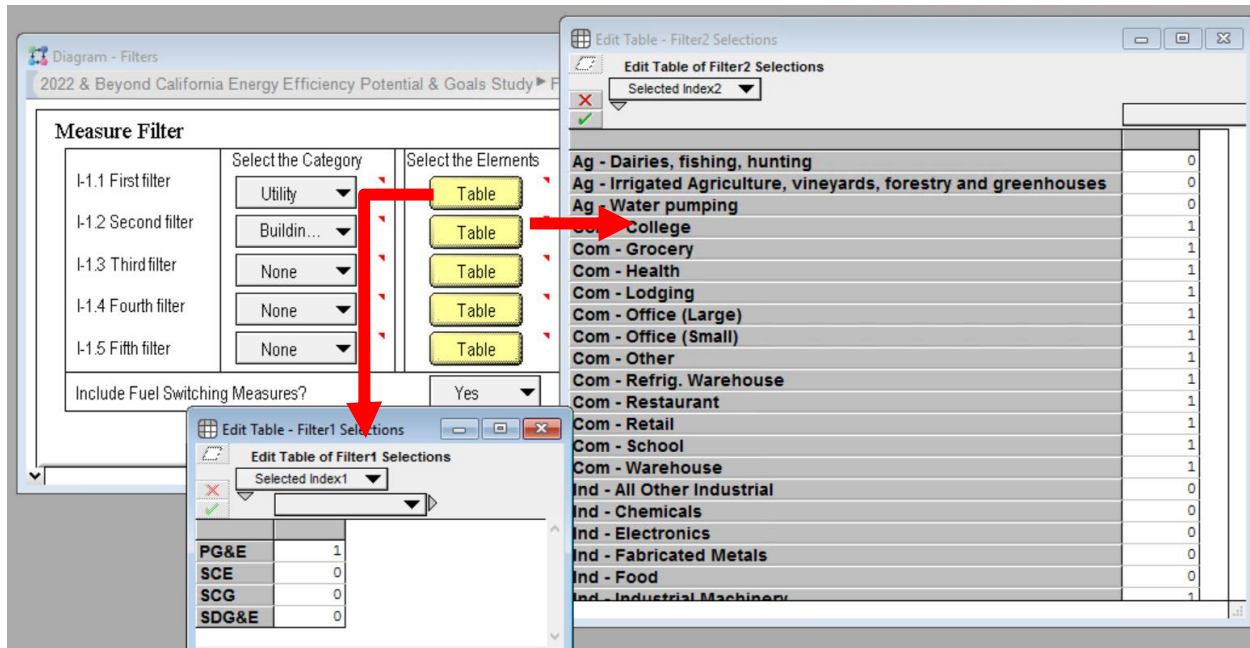 Diagram - Filters
2022 & Beyond California Energy Efficiency Potential & Goals Study F
Measure Filter
Select the Category Select the Elements
I-1.1 First filter Utility Table
I-1.2 Second filter Buildin... Table
I-1.3 Third filter None Table
I-1.4 Fourth filter None Table
I-1.5 Fifth filter None Table
Include Fuel Switching Measures? Yes
Edit Table - Filter1 Selections
Edit Table of Filter1 Selections
Selected Index1
PG&E 1
SCE 0
SCG 0
SDG&E 0
Edit Table - Filter2 Selections
Edit Table of Filter2 Selections
Selected Index2
Ag - Dairies, fishing, hunting 0
Ag - Irrigated Agriculture, vineyards, forestry and greenhouses 0
Ag - Water pumping 0
College 1
Com - Grocery 1
Com - Health 1
Com - Lodging 1
Com - Office (Large) 1
Com - Office (Small) 1
Com - Other 1
Com - Refrig. Warehouse 1
Com - Restaurant 1
Com - Retail 1
Com - School 1
Com - Warehouse 1
Ind - All Other Industrial 0
Ind - Chemicals 0
Ind - Electronics 0
Ind - Fabricated Metals 0
Ind - Food 0
Ind - Industrial Machinery 1